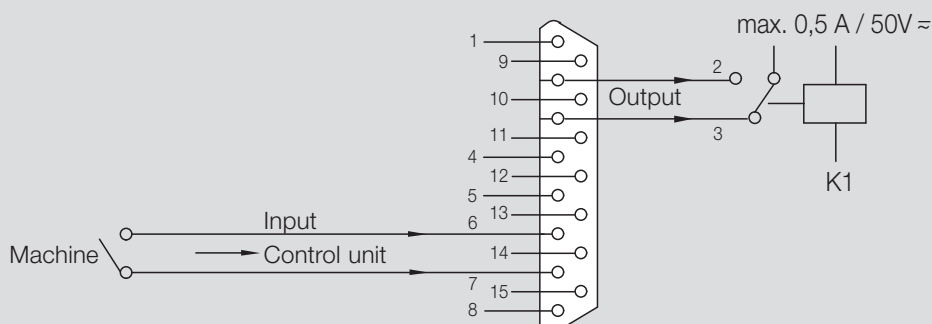 max. 0,5 A / 50V ≂
1
9
2
10
Output
11
3
4
12
K1
5
13
Input
6
Machine
Control unit
14
7
15
8